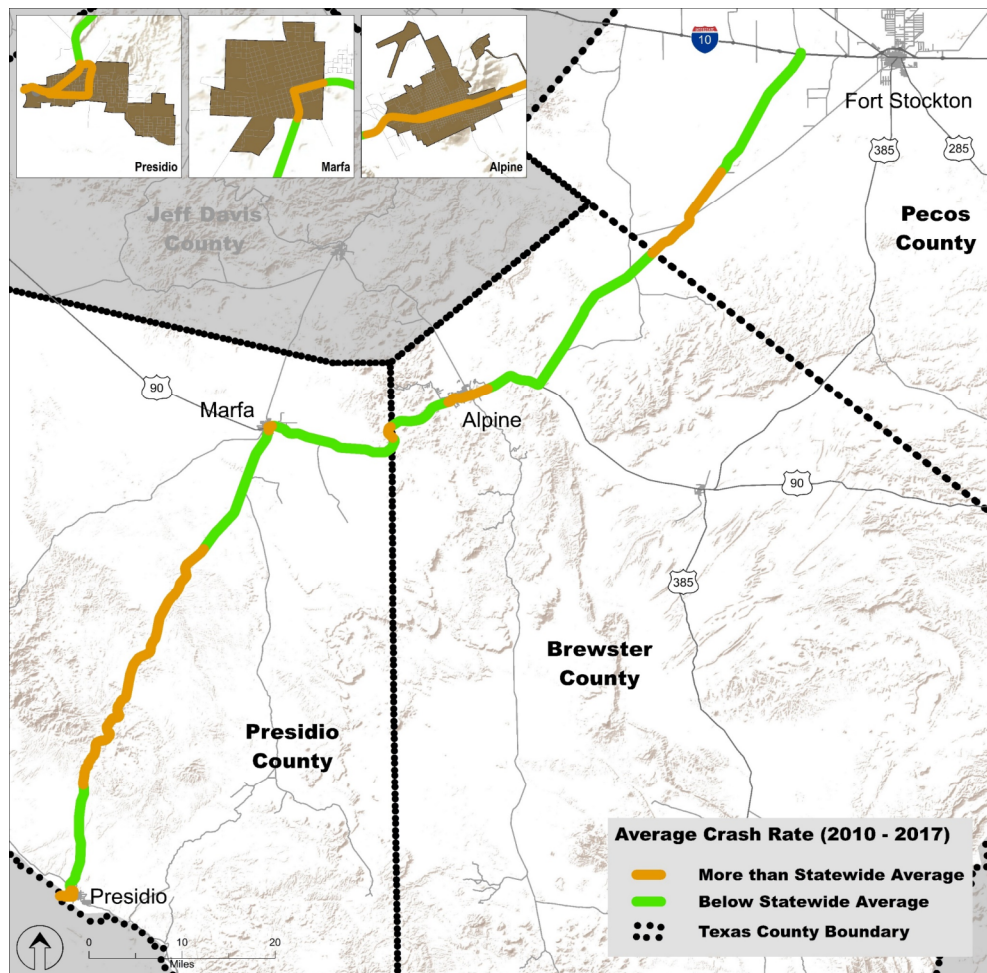 Presidio
Marfa
Alpine
10
Fort Stockton
385
285
Jeff Davis
County
Pecos
County
90
Marfa
Alpine
90
385
Brewster
County
Presidio
County
Presidio
0
10
20
Miles
Average Crash Rate (2010 - 2017)
More than Statewide Average
Below Statewide Average
Texas County Boundary